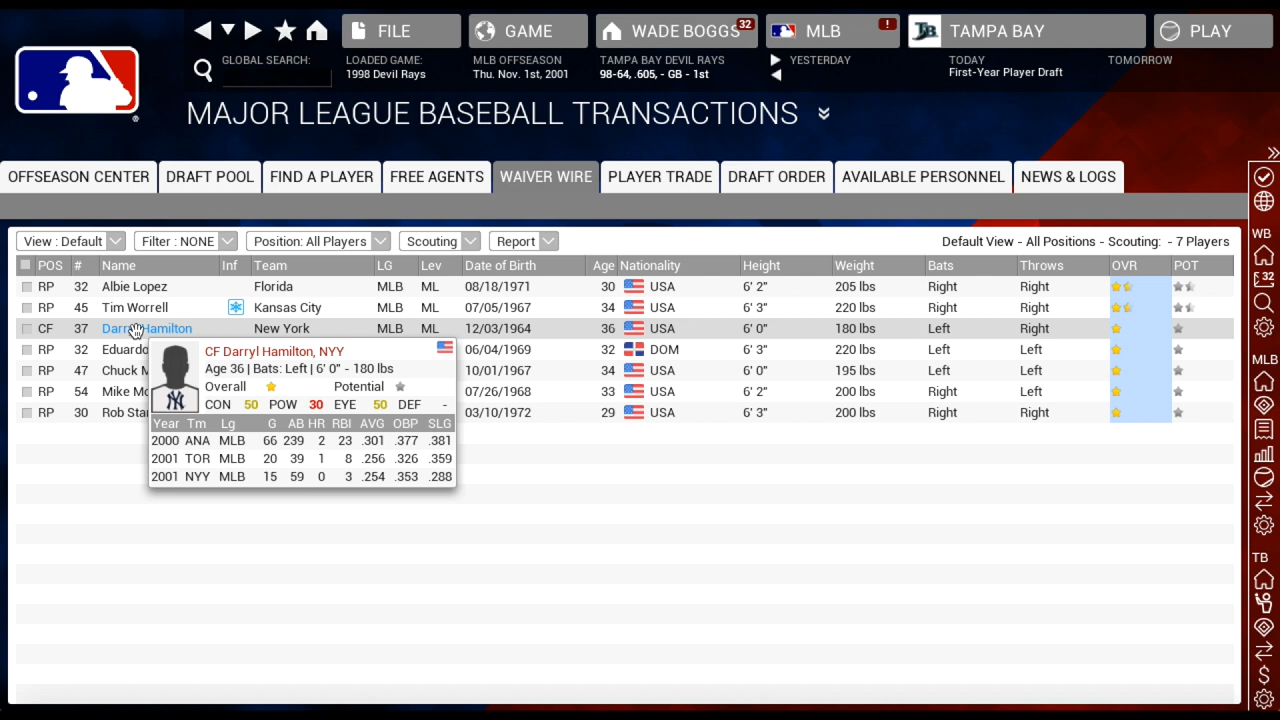 FILE GAME WADE BOGGS 32 MLB ! TB TAMPA BAY PLAY
GLOBAL SEARCH: LOADED GAME: MLB OFFSEASON TAMPA BAY DEVIL RAYS YESTERDAY TODAY TOMORROW
1998 Devil Rays Thu. Nov. 1st, 2001 98-64, .605, - GB - 1st First-Year Player Draft
MAJOR LEAGUE BASEBALL TRANSACTIONS
OFFSEASON CENTER DRAFT POOL FIND A PLAYER FREE AGENTS WAIVER WIRE PLAYER TRADE DRAFT ORDER AVAILABLE PERSONNEL NEWS & LOGS
View : Default Filter : NONE Position: All Players Scouting Report Default View - All Positions - Scouting: - 7 Players
POS # Name Inf Team LG Lev Date of Birth Age Nationality Height Weight Bats Throws OVR POT
RP 32 Albie Lopez Florida MLB ML 08/18/1971 30 USA 6' 2" 205 lbs Right Right
RP 45 Tim Worrell Kansas City MLB ML 07/05/1967 34 USA 6' 3" 220 lbs Right Right
CF 37 Hamilton New York MLB ML 12/03/1964 36 USA 6' 0" 180 lbs Left Right
RP 32 Eduardo 06/04/1969 32 DOM 6' 3" 220 lbs Left Left
RP 47 Chuck 10/01/1967 34 USA 6' 0" 195 lbs Left Left
RP 54 07/26/1968 33 USA 6' 2" 200 lbs Right Left
RP 30 Rob 03/10/1972 29 USA 6' 3" 200 lbs Right Right
CF Darryl Hamilton, NYY
Age 36 | Bats: Left | 6' 0" - 180 lbs
Overall Potential
CON 50 POW 30 EYE 50 DEF -
Year Tm Lg G AB HR RBI AVG OBP SLG
2000 ANA MLB 66 239 2 23 .301 .377 .381
2001 TOR MLB 20 39 1 8 .256 .326 .359
2001 NYY MLB 15 59 0 3 .254 .353 .288
WB
32
MLB
TB
$